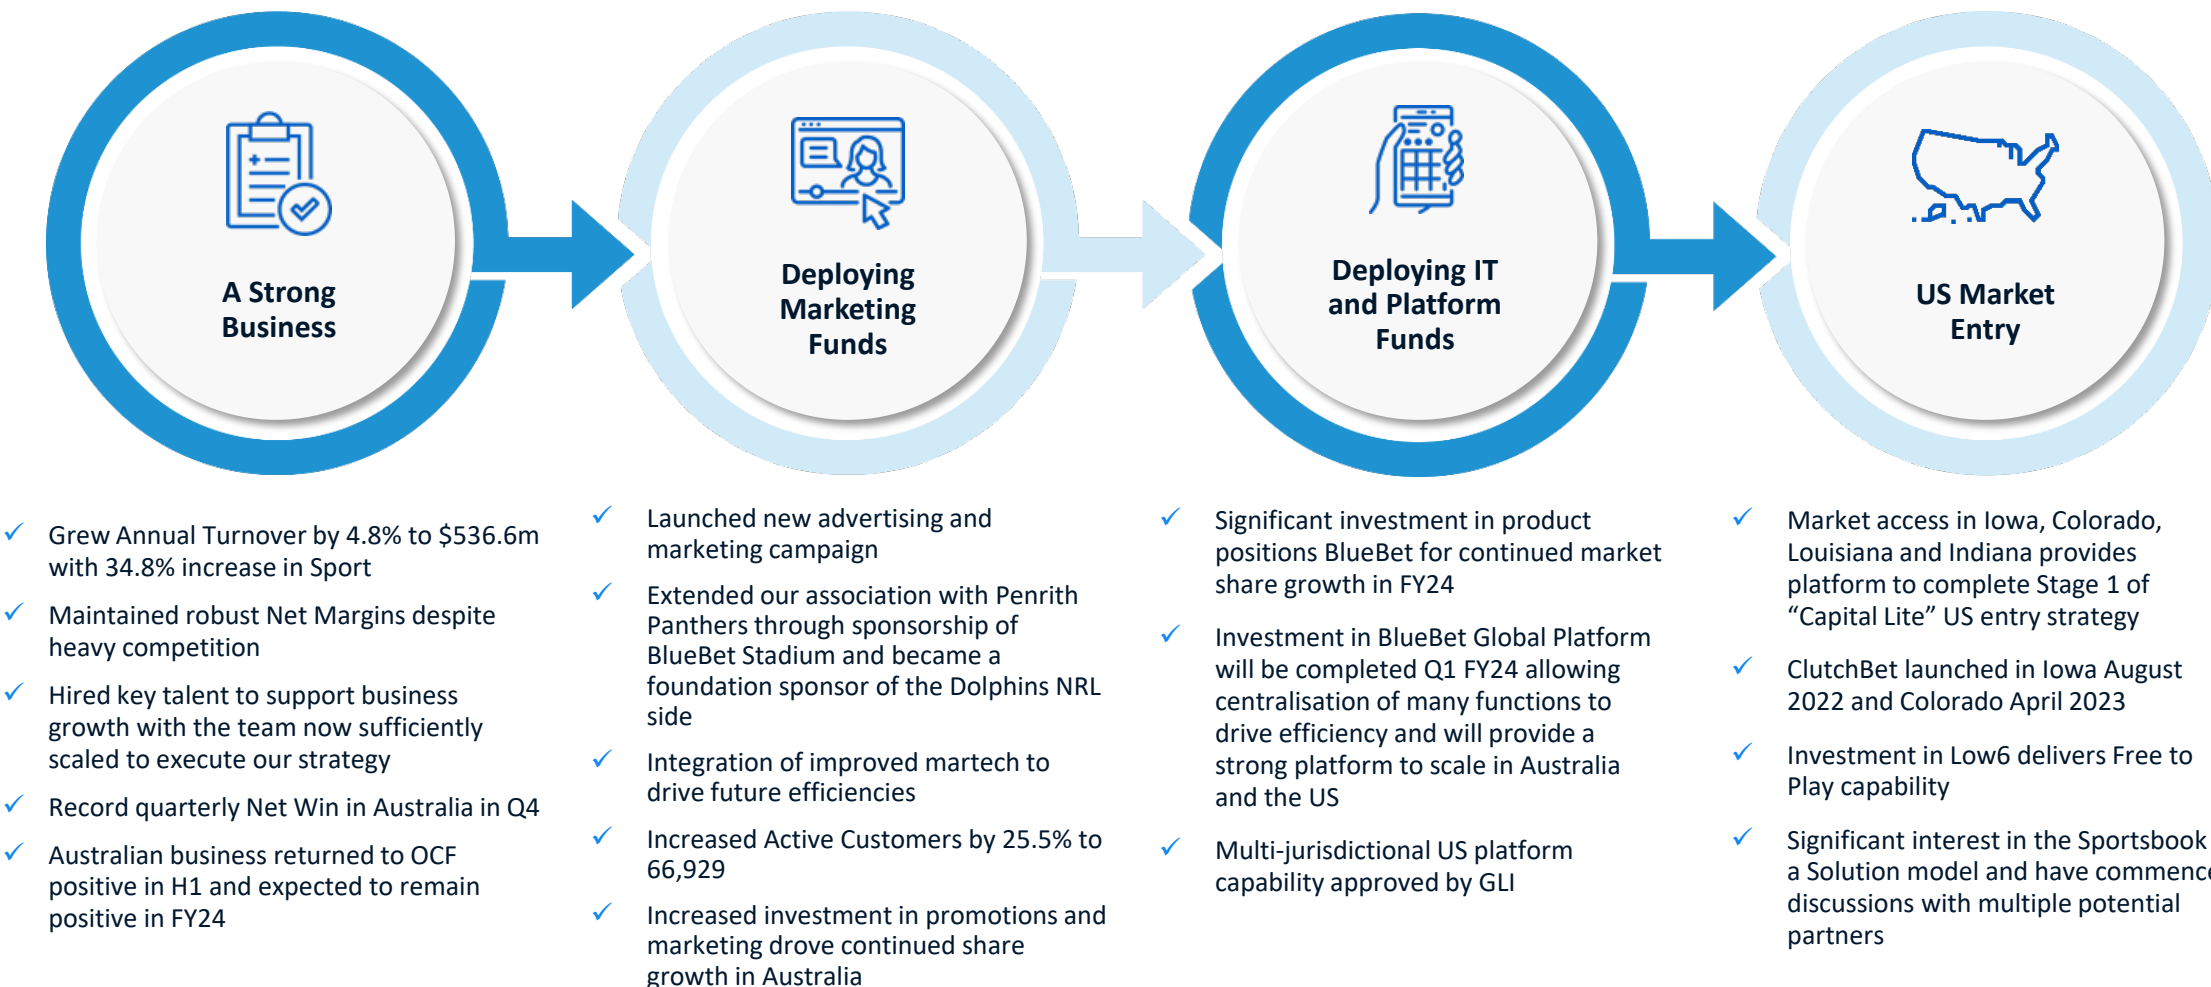 A Strong
Business
Grew Annual Turnover by 4.8% to $536.6m
with 34.8% increase in Sport
Maintained robust Net Margins despite
heavy competition
Hired key talent to support business
growth with the team now sufficiently
scaled to execute our strategy
Record quarterly Net Win in Australia in Q4
Australian business returned to OCF
positive in H1 and expected to remain
positive in FY24
Deploying
Marketing
Funds
Launched new advertising and
marketing campaign
Extended our association with Penrith
Panthers through sponsorship of
BlueBet Stadium and became a
foundation sponsor of the Dolphins NRL
side
Integration of improved martech to
drive future efficiencies
Increased Active Customers by 25.5% to
66,929
Increased investment in promotions and
marketing drove continued share
growth in Australia
Deploying IT
and Platform
Funds
Significant investment in product
positions BlueBet for continued market
share growth in FY24
Investment in BlueBet Global Platform
will be completed Q1 FY24 allowing
centralisation of many functions to
drive efficiency and will provide a
strong platform to scale in Australia
and the US
Multi-jurisdictional US platform
capability approved by GLI
US Market
Entry
Market access in Iowa, Colorado,
Louisiana and Indiana provides
platform to complete Stage 1 of
“Capital Lite” US entry strategy
ClutchBet launched in Iowa August
2022 and Colorado April 2023
Investment in Low6 delivers Free to
Play capability
Significant interest in the Sportsbook
a Solution model and have commence
discussions with multiple potential
partners